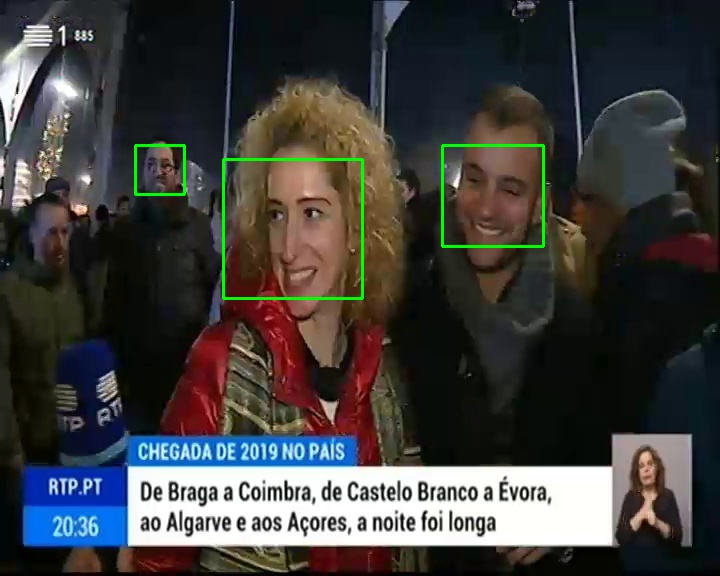 1 885
RTP RTP
CHEGADA DE 2019 NO PAÍS
RTP.PT
De Braga a Coimbra, de Castelo Branco a Évora,
20:36
ao Algarve e aos Açores, a noite foi longa